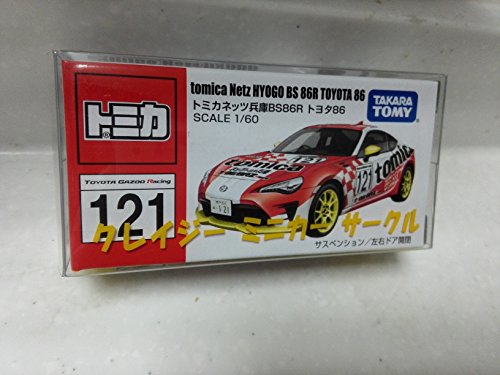 tomica Netz HYOGO BS 86R TOYOTA 86
トミカネッツ兵庫BS86R トヨタ86
SCALE 1/60
TAKARA
TOMY
トミカ
TOYOTA GAZOO Racing
121
tomica
121
tomica
クレイジー ミニカー サークル
サスペンション/左右ドア開閉